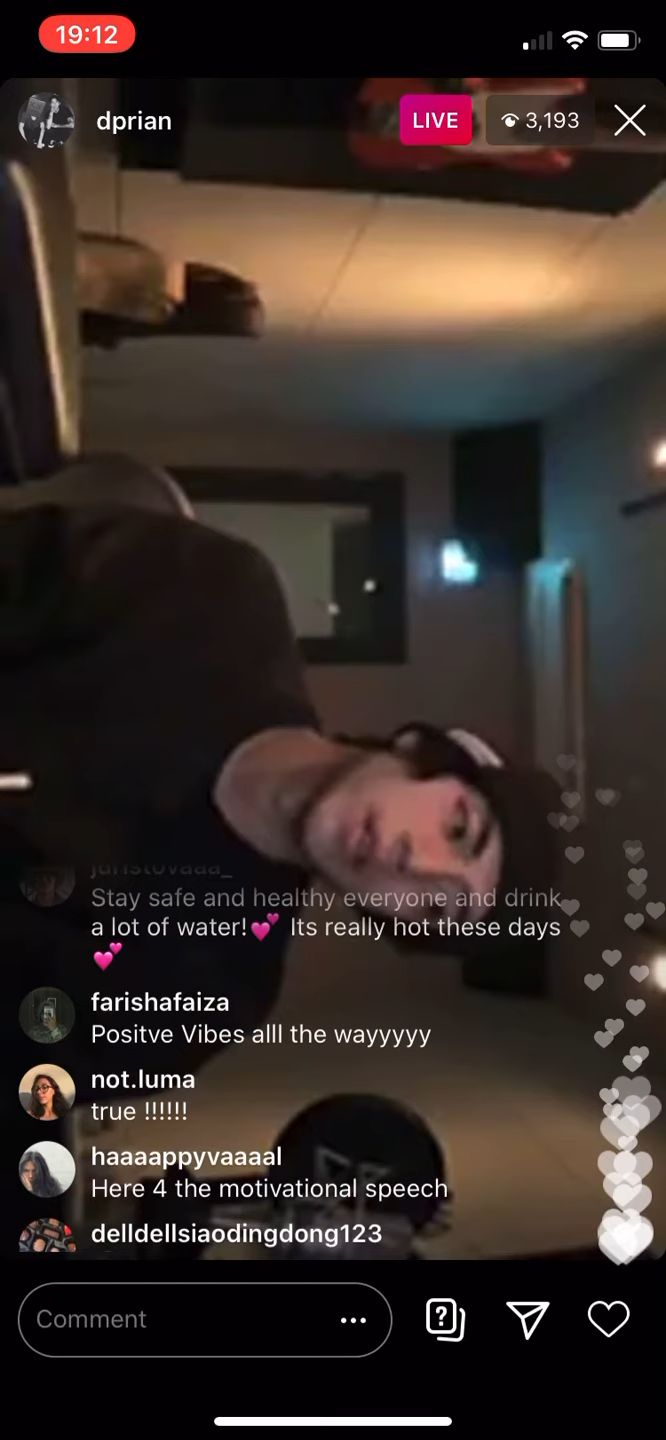 19:12
dprian
LIVE
3,193
juristovaaa_
Stay safe and healthy everyone and drink
a lot of water!💕 Its really hot these days
💕
farishafaiza
Positve Vibes alll the wayyyyy
not.luma
true !!!!!!
haaaappyvaaaal
Here 4 the motivational speech
delldellsiaodingdong123
Comment